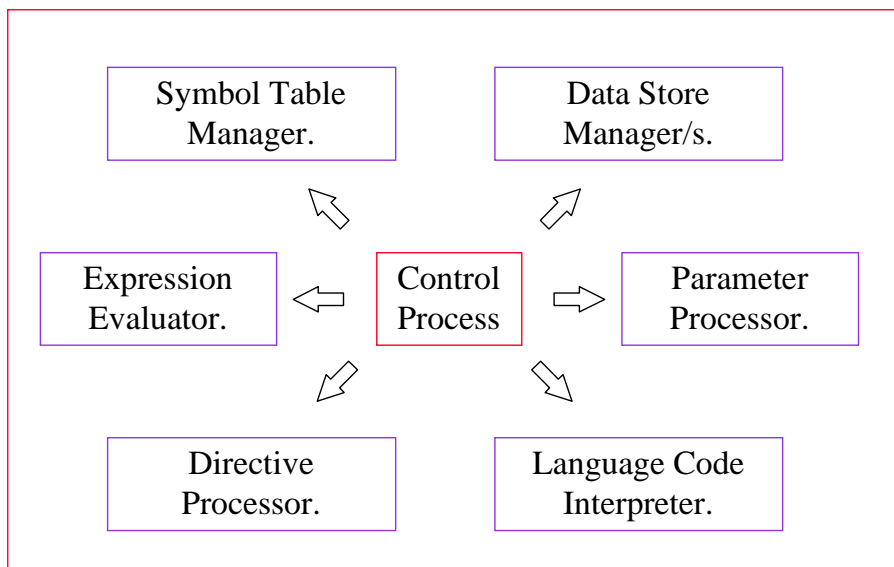 Symbol Table
Manager.
Data Store
Manager/s.
Expression
Evaluator.
Control
Process
Parameter
Processor.
Directive
Processor.
Language Code
Interpreter.